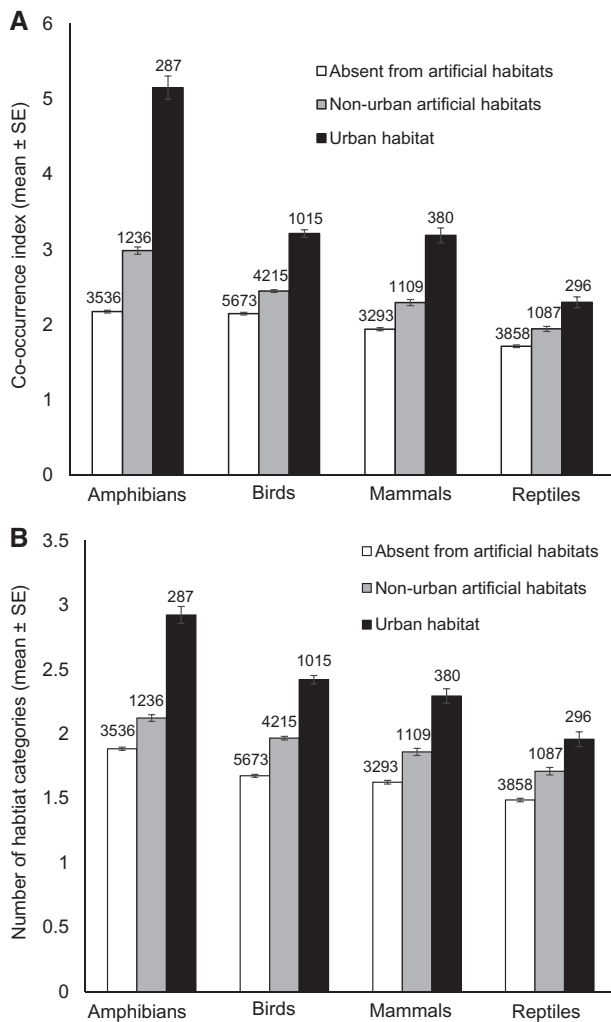 A
Co-occurrence index (mean ± SE)
6
5
4
3
2
1
0
Absent from artificial habitats
Non-urban artificial habitats
Urban habitat
3536
1236
287
5673
4215
1015
3293
1109
380
3858
1087
296
Amphibians
Birds
Mammals
Reptiles
B
Number of habtiat categories (mean ± SE)
3.5
3
2.5
2
1.5
1
0.5
0
Absent from artificial habitats
Non-urban artificial habitats
Urban habitat
3536
1236
287
5673
4215
1015
3293
1109
380
3858
1087
296
Amphibians
Birds
Mammals
Reptiles